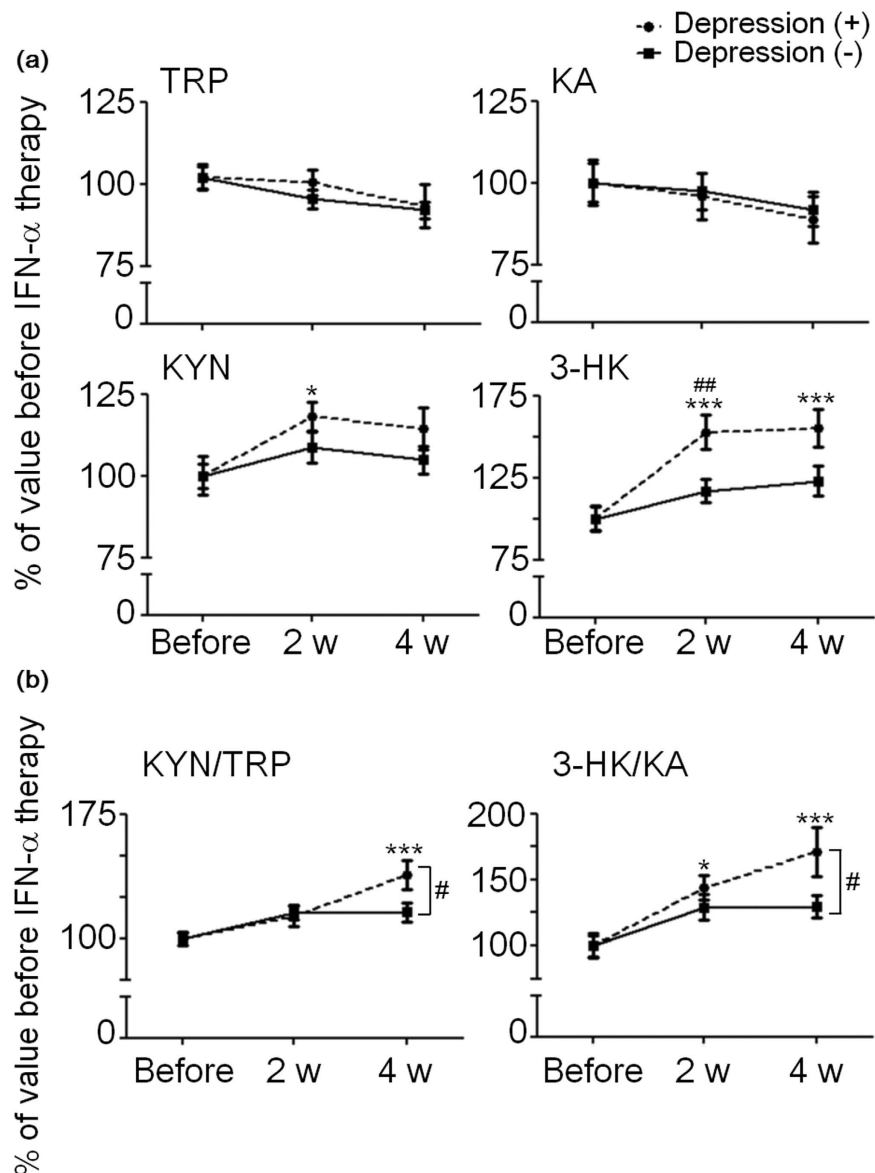 Depression (+)
Depression (-)
(a)
% of value before IFN-α therapy
TRP
125
100
75
0
KA
125
100
75
0
KYN
125
100
75
0
*
Before 2 w 4 w
3-HK
175
125
75
0
##
*** ***
Before 2 w 4 w
(b)
% of value before IFN-α therapy
KYN/TRP
175
100
0
***
#
Before 2 w 4 w
3-HK/KA
200
150
100
0
***
*
#
Before 2 w 4 w